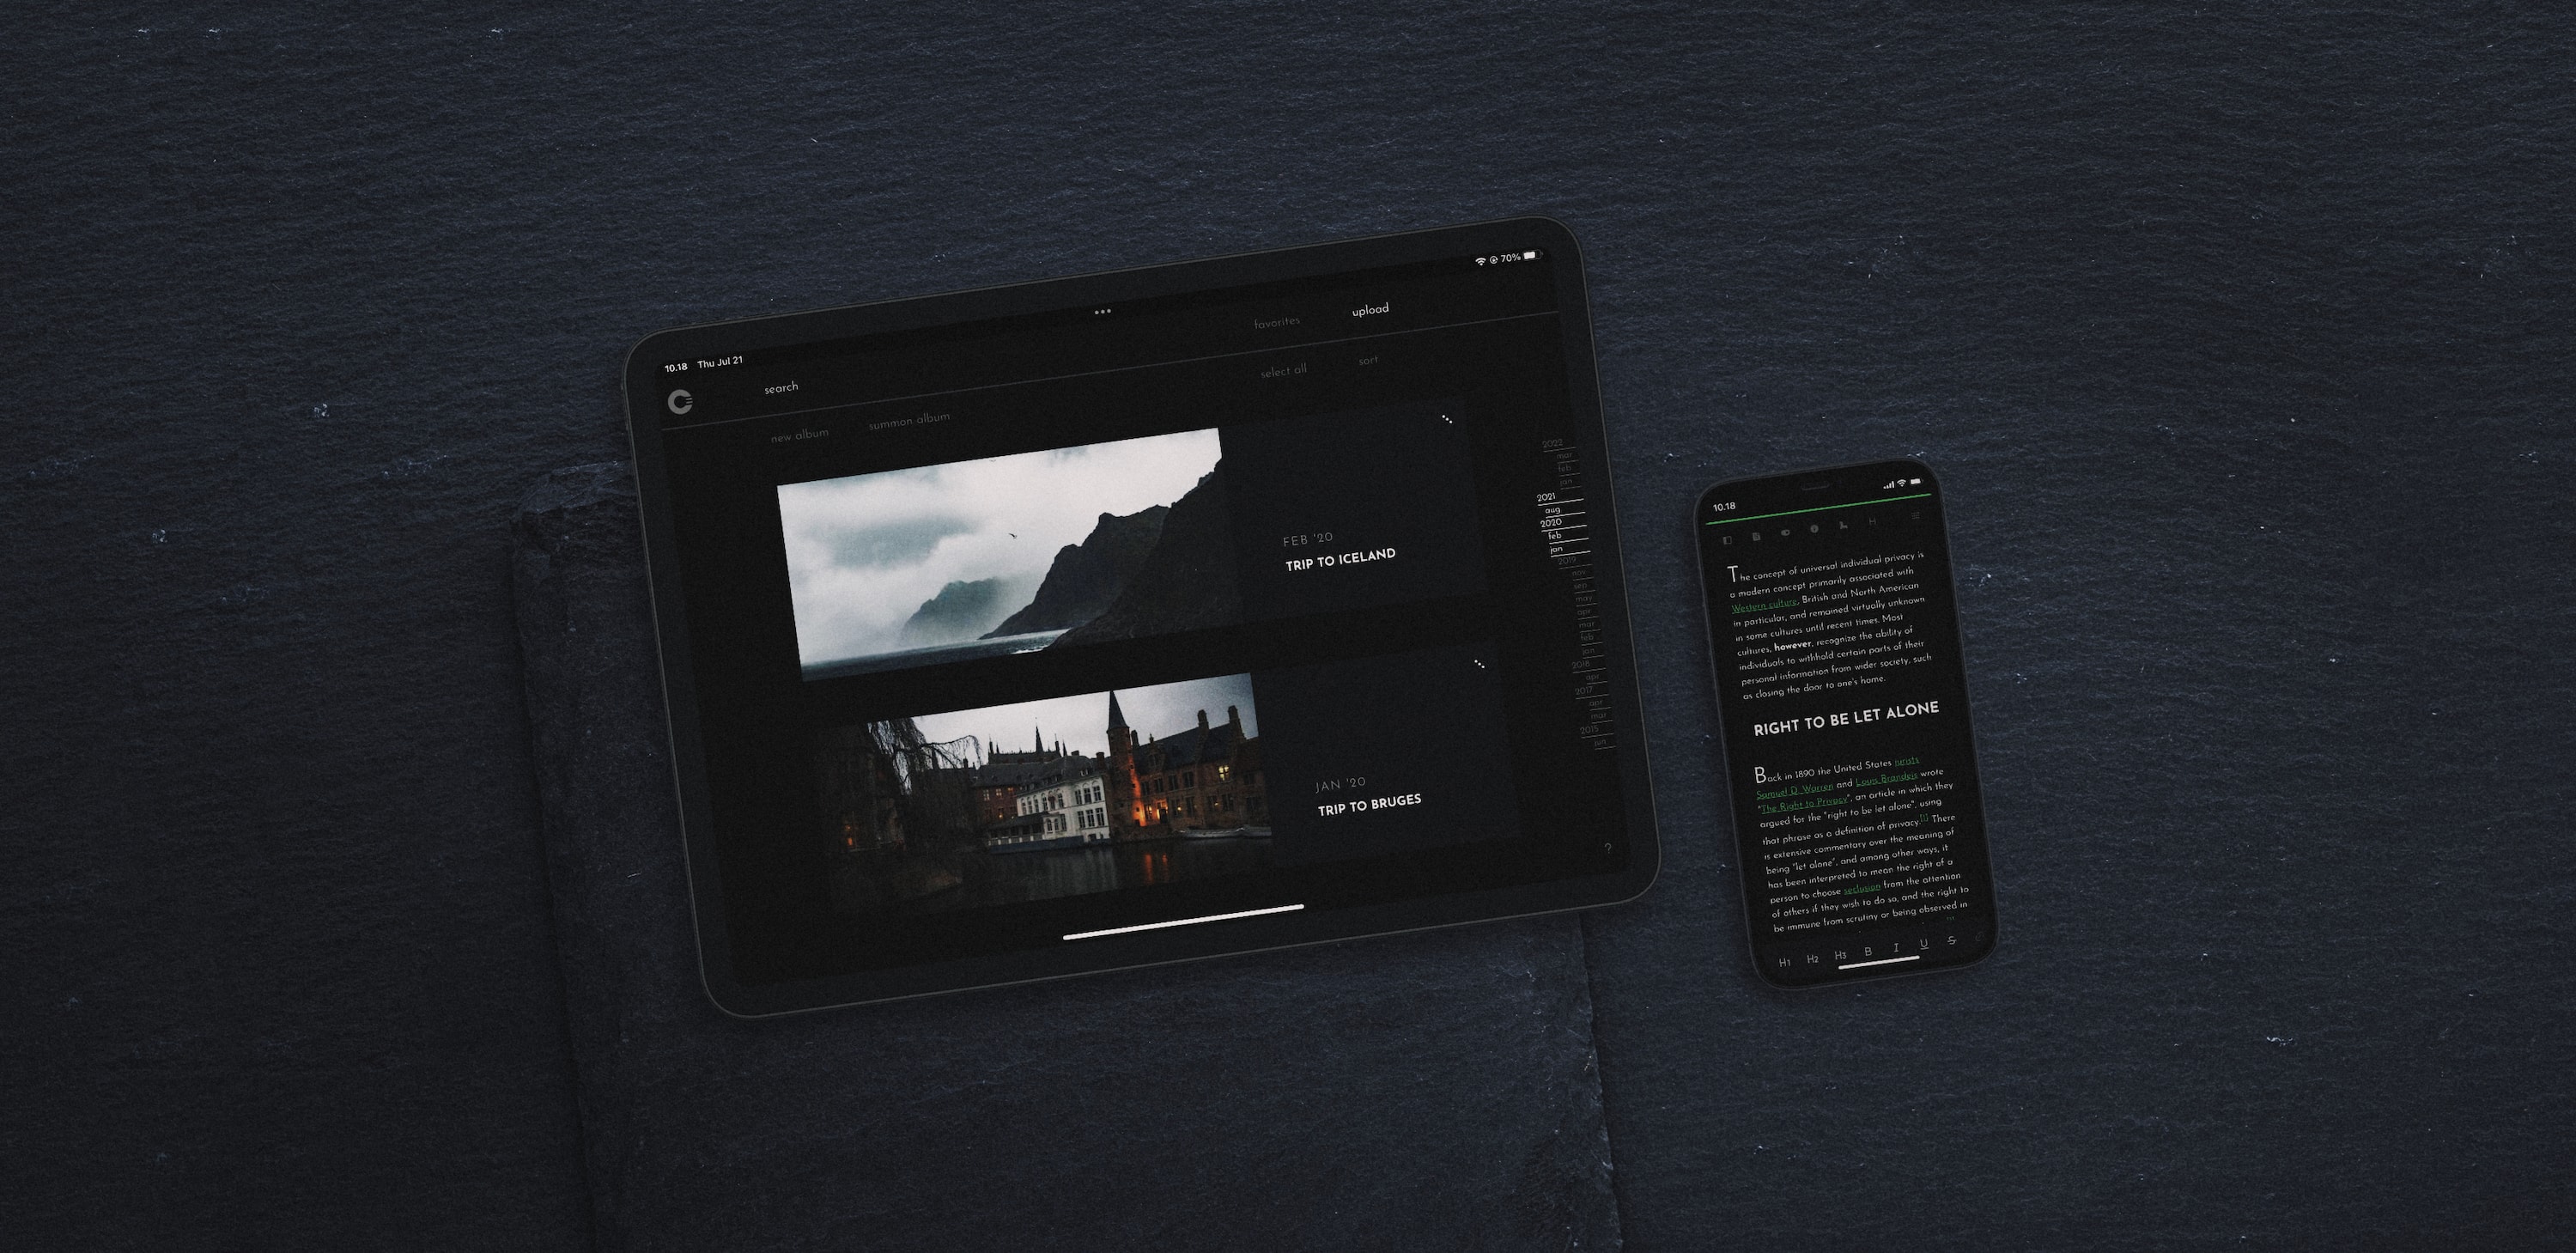 10.18 Thu Jul 21
70%
search
favorites
upload
new album
summon album
select all
sort
FEB '20
TRIP TO ICELAND
JAN '20
TRIP TO BRUGES
2022
mar
feb
jan
2021
aug
2020
feb
jan
2019
nov
sep
may
apr
mar
feb
jan
2018
apr
2017
apr
mar
2015
jun
?
10.18
H
The concept of universal individual privacy is
a modern concept primarily associated with
Western culture, British and North American
in particular, and remained virtually unknown
in some cultures until recent times. Most
cultures, however, recognize the ability of
individuals to withhold certain parts of their
personal information from wider society, such
as closing the door to one's home.
RIGHT TO BE LET ALONE
Back in 1890 the United States
Samuel D. Warren and Louis Brandeis wrote
"The Right to Privacy", an article in which they
argued for the "right to be let alone", using
that phrase as a definition of privacy.[1] There
is extensive commentary over the meaning of
being "let alone", and among other ways, it
has been interpreted to mean the right of a
person to choose seclusion from the attention
of others if they wish to do so, and the right to
be immune from scrutiny or being observed in
H1 H2 H3 B I U S